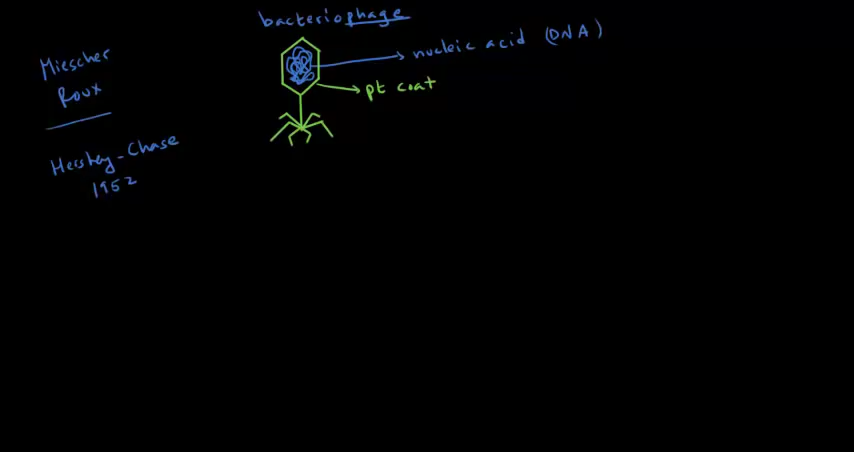 bacteriophage
nucleic acid (DNA)
pt coat
Miescher
Roux
Hershey-Chase
1952